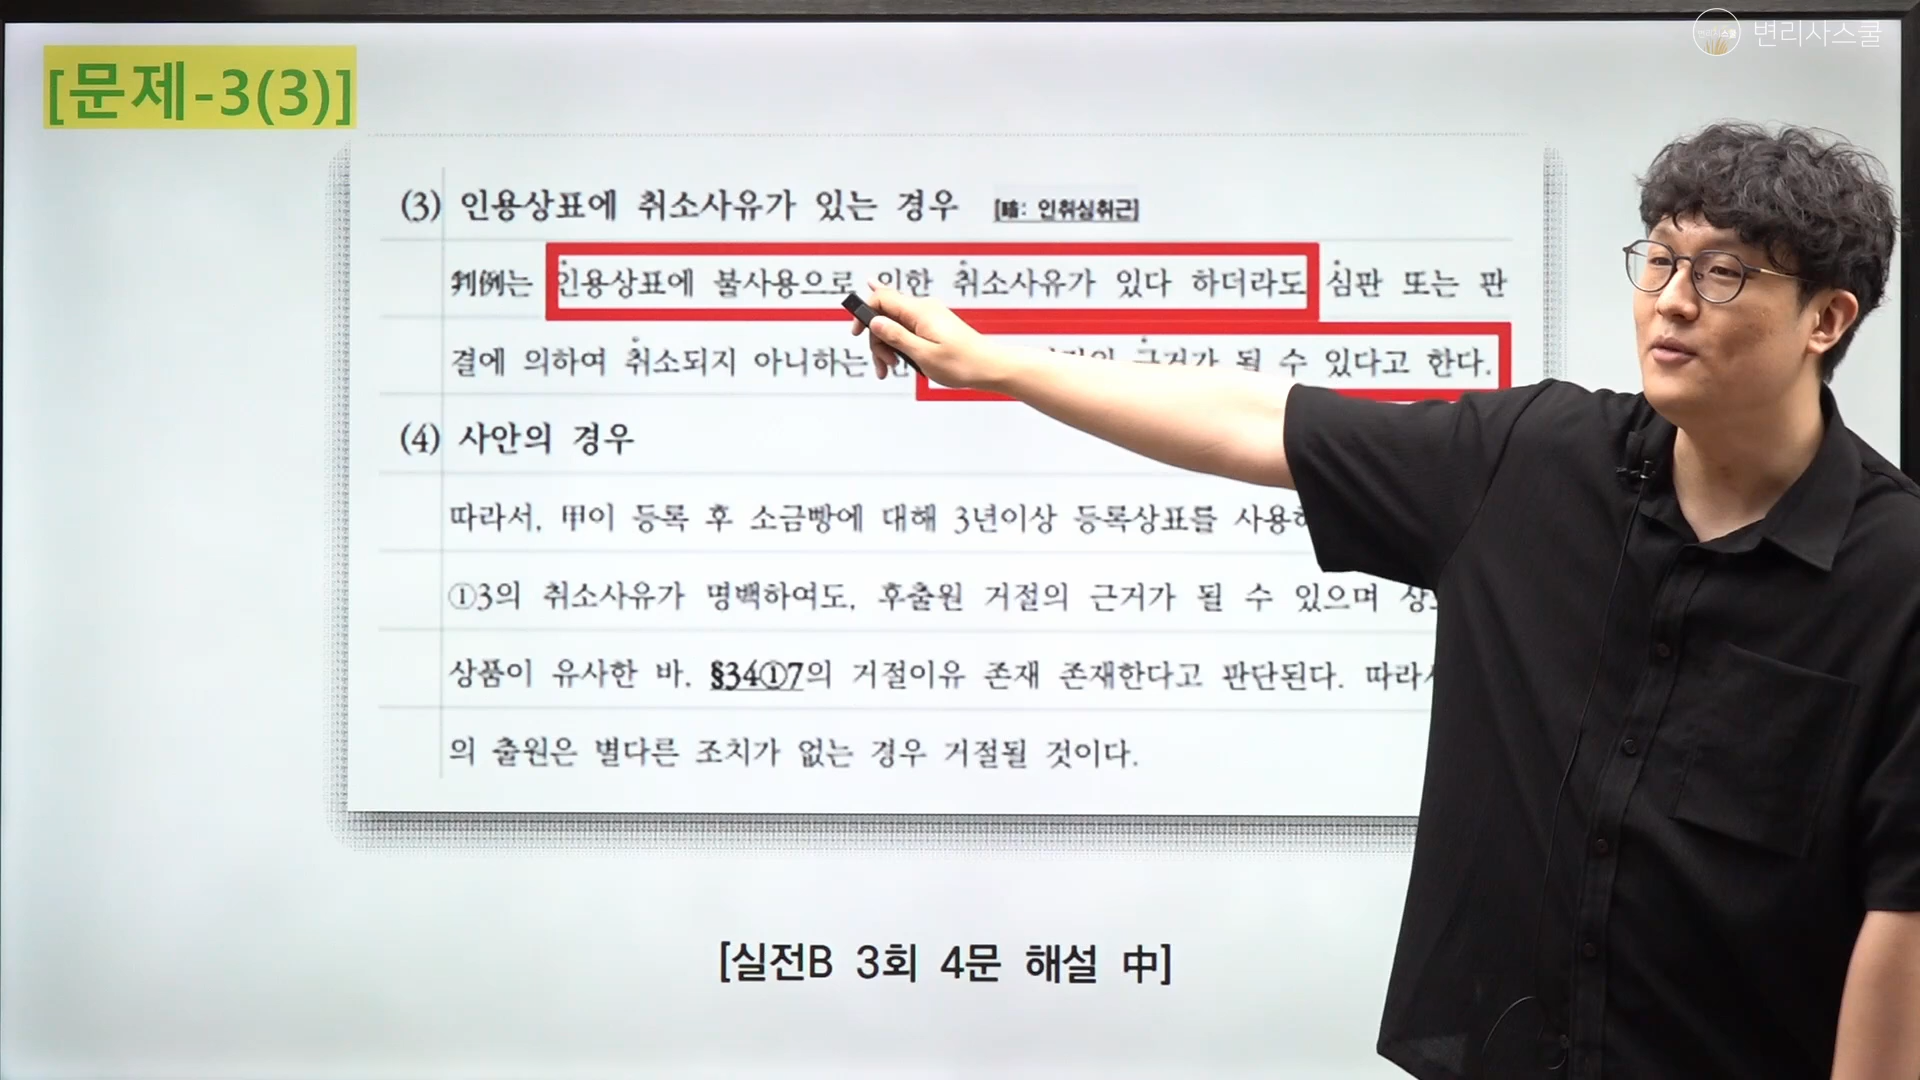 변리사스쿨
[문제-3(3)]
(3) 인용상표에 취소사유가 있는 경우 [暗: 인취심취근]
判例는 인용상표에 불사용으로 의한 취소사유가 있다 하더라도 심판 또는 판
결에 의하여 취소되지 아니하는 근거가 될 수 있다고 한다.
(4) 사안의 경우
따라서, 甲이 등록 후 소금빵에 대해 3년이상 등록상표를
①3의 취소사유가 명백하여도, 후출원 거절의 근거가 될 수 있으며
상품이 유사한 바, §34①7의 거절이유 존재 존재한다고 판단된다.
의 출원은 별다른 조치가 없는 경우 거절될 것이다.
[실전B 3회 4문 해설 中]